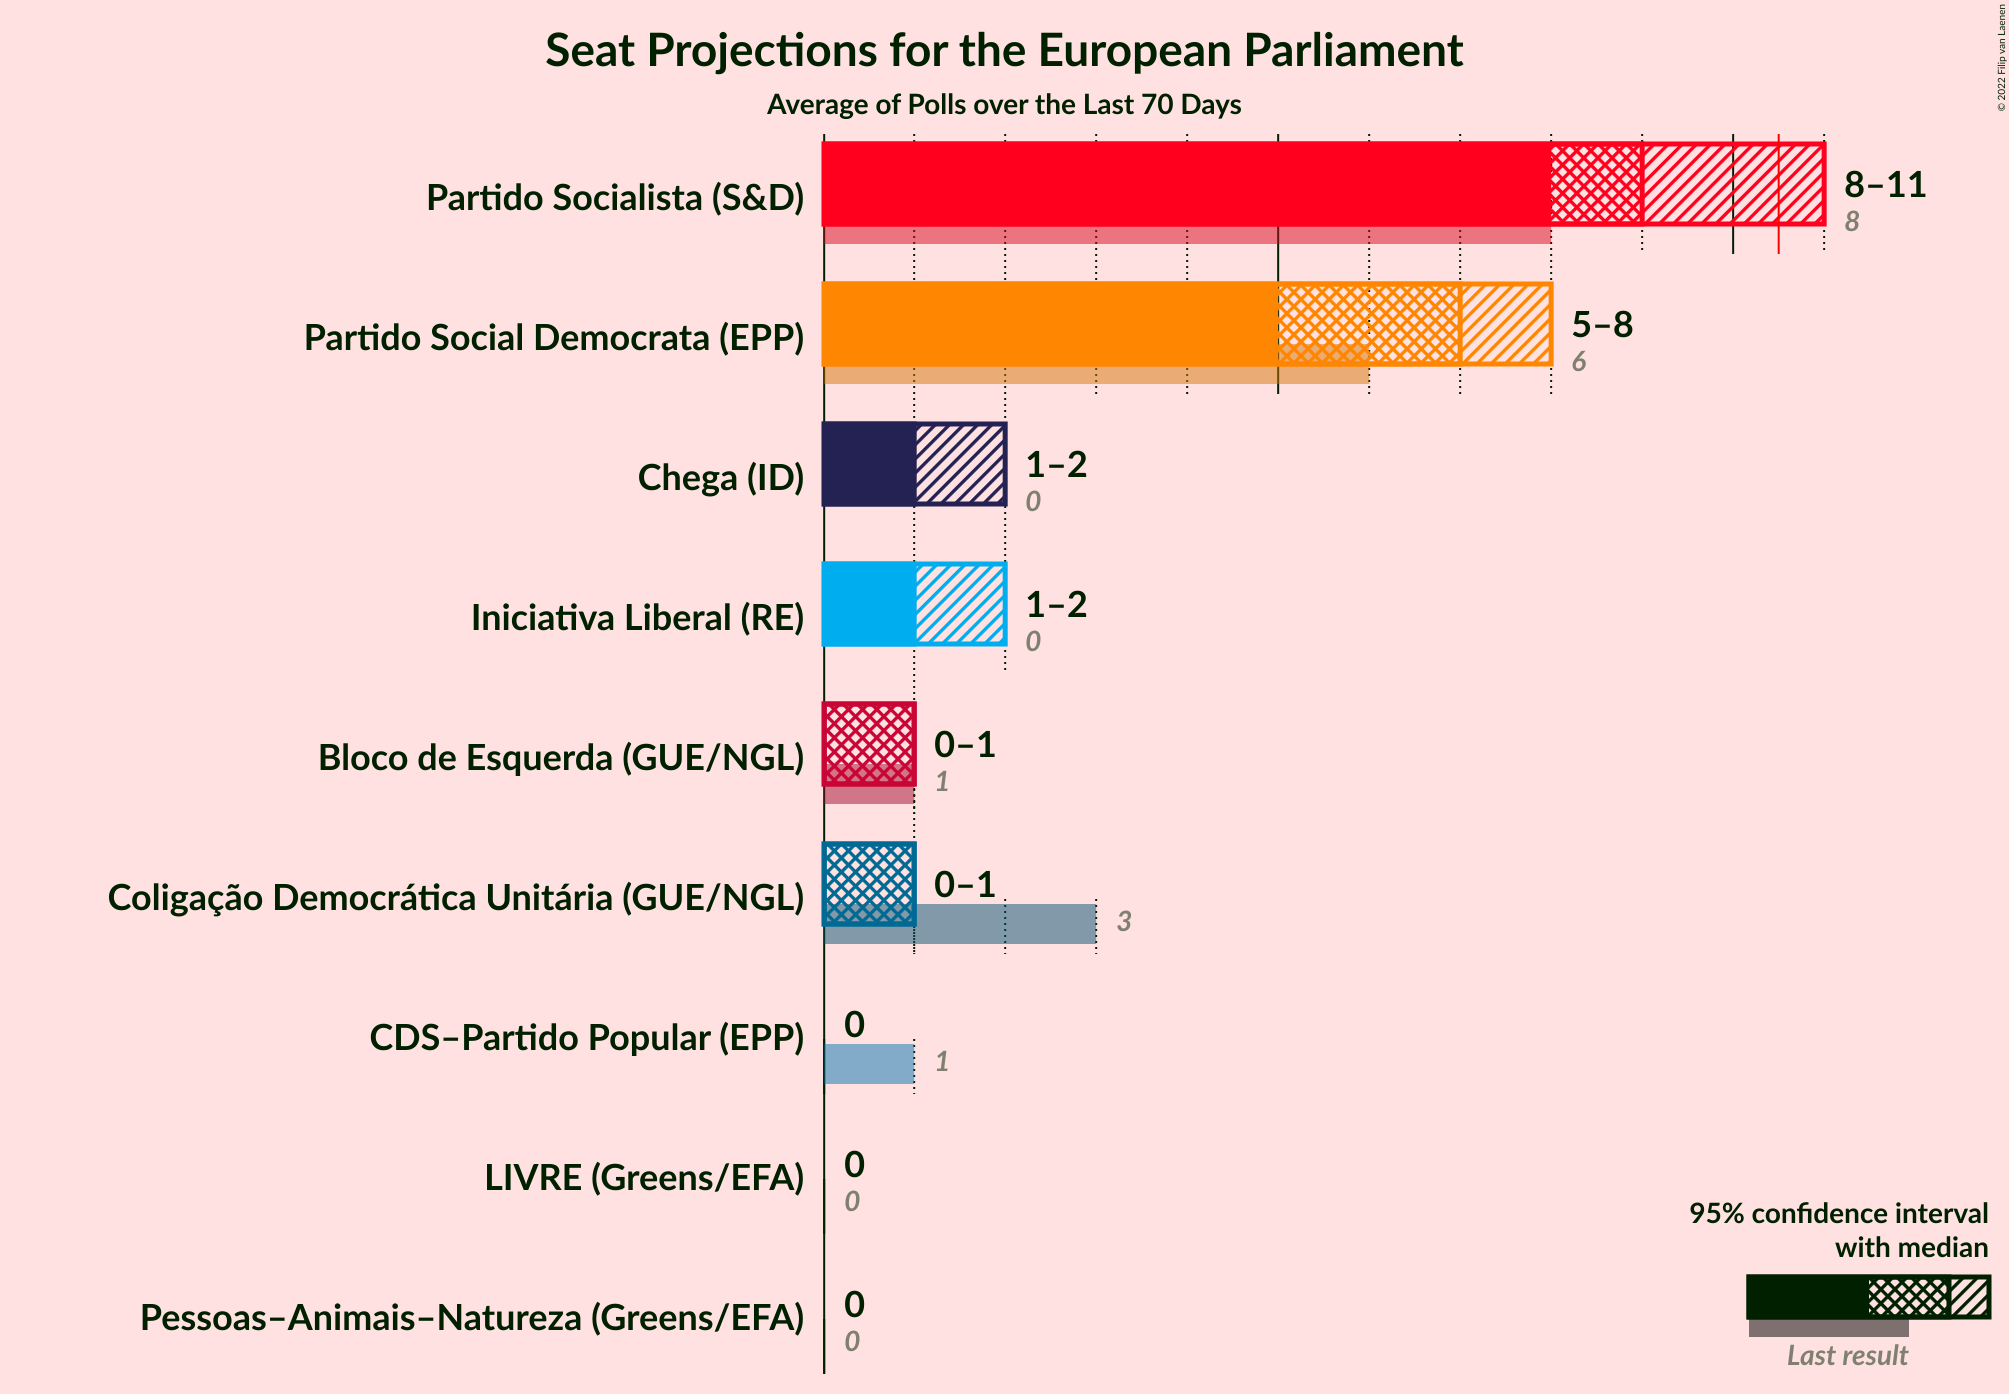 Seat Projections for the European Parliament
Average of Polls over the Last 70 Days
© 2022 Filip van Laenen
Partido Socialista (S&D)
8–11
8
Partido Social Democrata (EPP)
5–8
6
Chega (ID)
1–2
0
Iniciativa Liberal (RE)
1–2
0
Bloco de Esquerda (GUE/NGL)
0–1
1
Coligação Democrática Unitária (GUE/NGL)
0–1
3
CDS–Partido Popular (EPP)
0
1
LIVRE (Greens/EFA)
0
0
Pessoas–Animais–Natureza (Greens/EFA)
0
0
95% confidence interval
with median
Last result